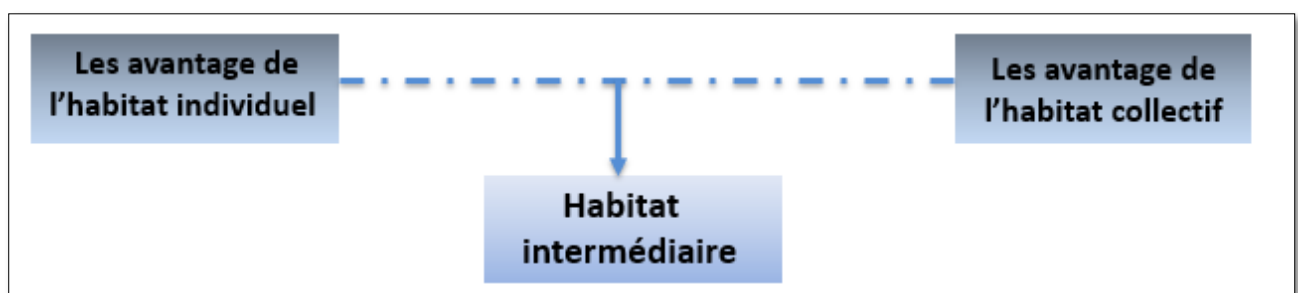 Les avantage de
l'habitat individuel
Les avantage de
l'habitat collectif
Habitat
intermédiaire